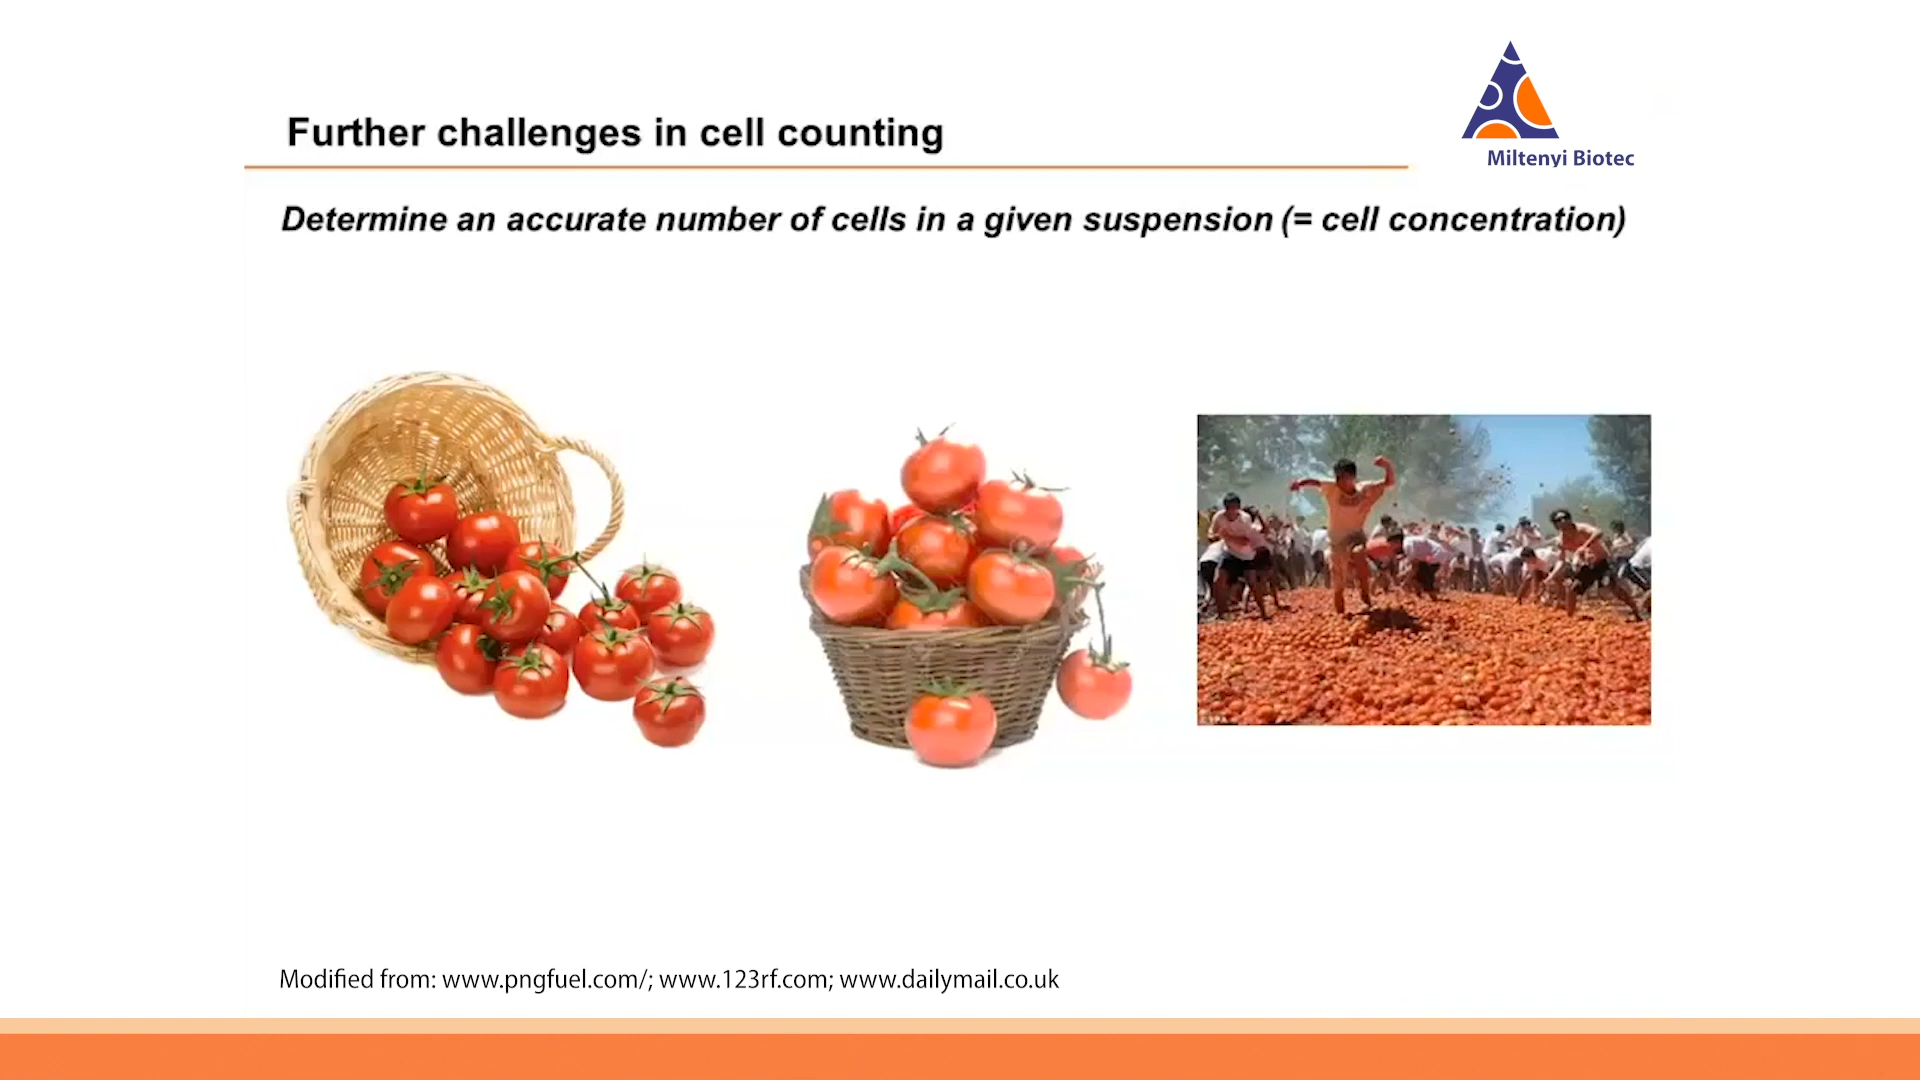 Miltenyi Biotec
Further challenges in cell counting
Determine an accurate number of cells in a given suspension (= cell concentration)
Modified from: www.pngfuel.com/; www.123rf.com; www.dailymail.co.uk